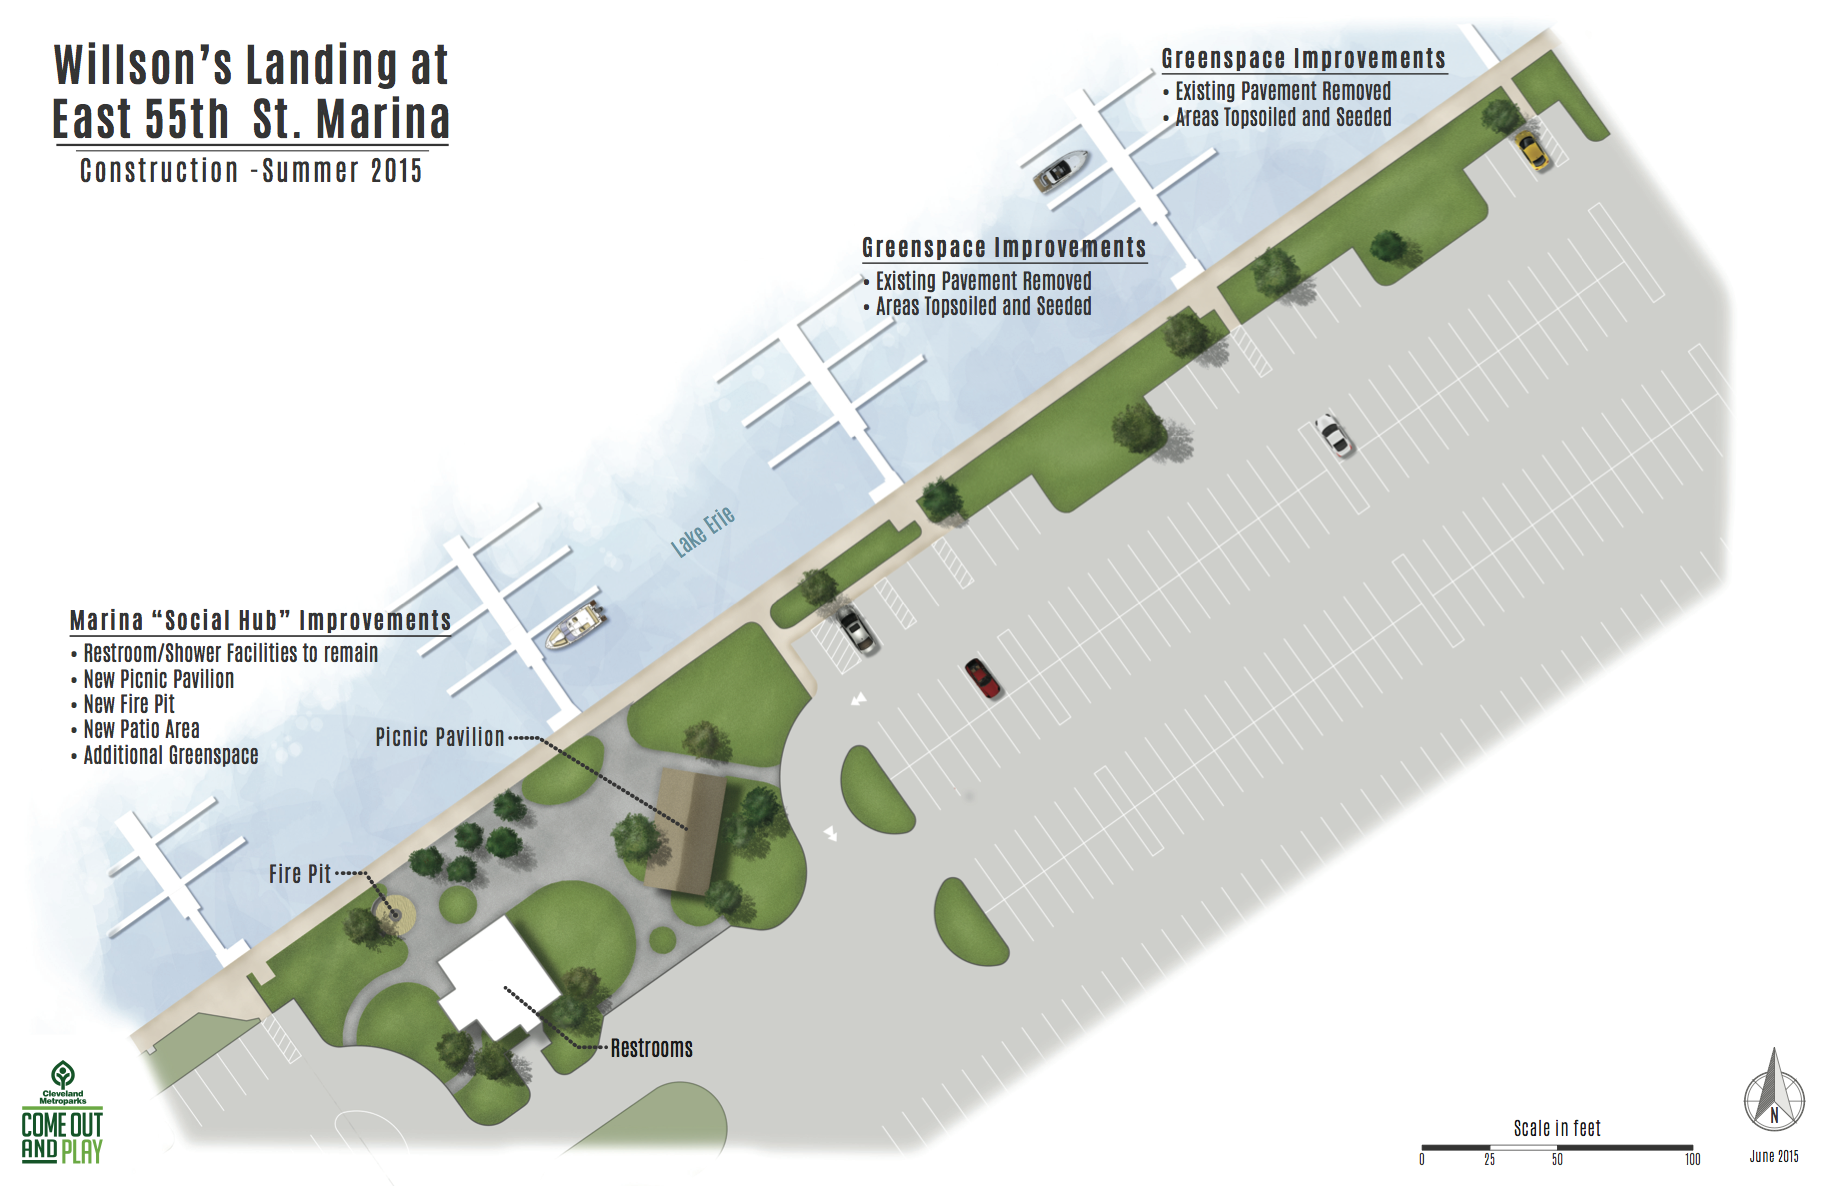 Willson's Landing at
East 55th St. Marina
Construction -Summer 2015
Greenspace Improvements
• Existing Pavement Removed
• Areas Topsoiled and Seeded
Greenspace Improvements
• Existing Pavement Removed
• Areas Topsoiled and Seeded
Lake Erie
Marina “Social Hub” Improvements
• Restroom/Shower Facilities to remain
• New Picnic Pavilion
• New Fire Pit
• New Patio Area
• Additional Greenspace
Picnic Pavilion
Fire Pit
Restrooms
Cleveland
Metroparks
COME OUT
AND PLAY
Scale in feet
0 25 50 100
N
June 2015